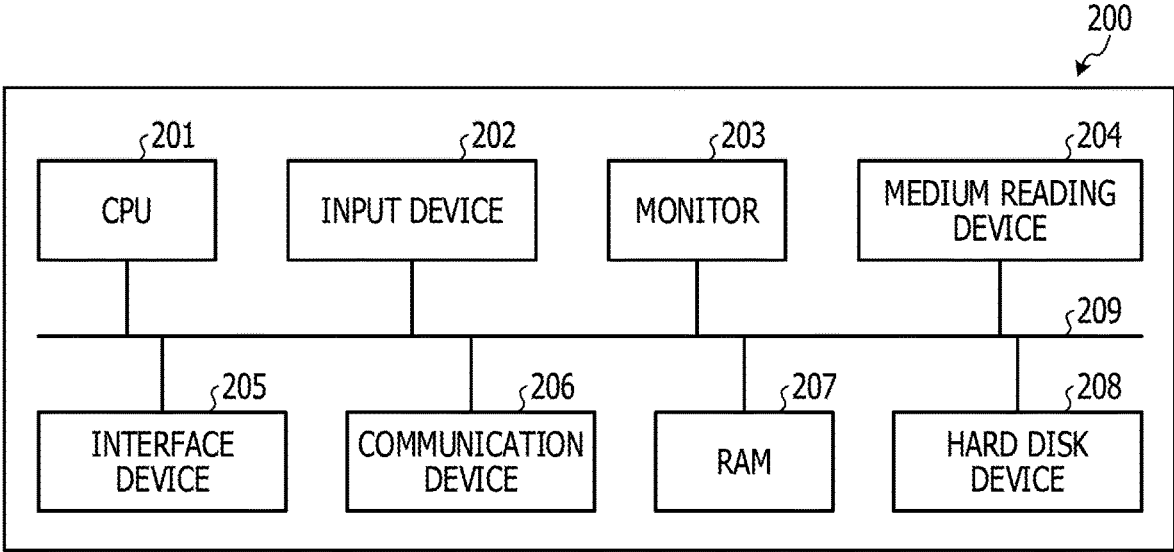 200
201
202
203
204
CPU
INPUT DEVICE
MONITOR
MEDIUM READING
DEVICE
209
205
206
207
208
INTERFACE
DEVICE
COMMUNICATION
DEVICE
RAM
HARD DISK
DEVICE